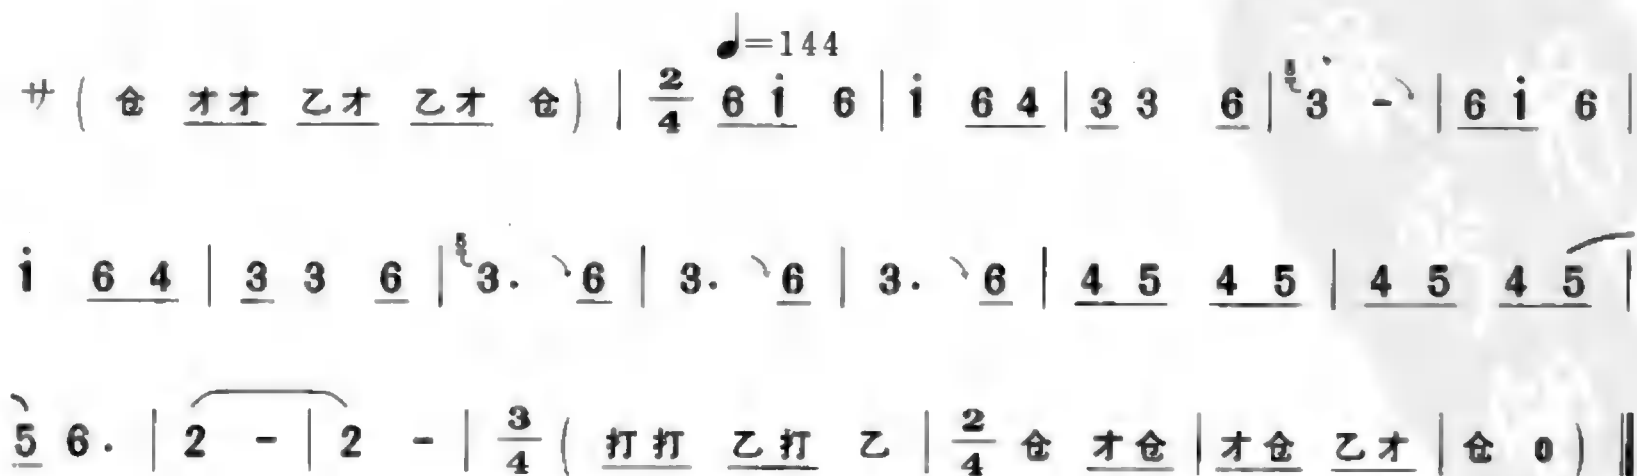 ♩=144
サ ( 仓 才才 乙才 乙才 仓 ) | 2/4 6 i̇ 6 | i̇ 6 4 | 3 3 6 | 5 3 - | 6 i̇ 6 |
i̇ 6 4 | 3 3 6 | 5 3. 6 | 3. 6 | 3. 6 | 4 5 4 5 | 4 5 4 5 |
5 6. | 2 - | 2 - | 3/4 ( 打打 乙打 乙 | 2/4 仓 才仓 | 才仓 乙才 | 仓 0 ) ‖